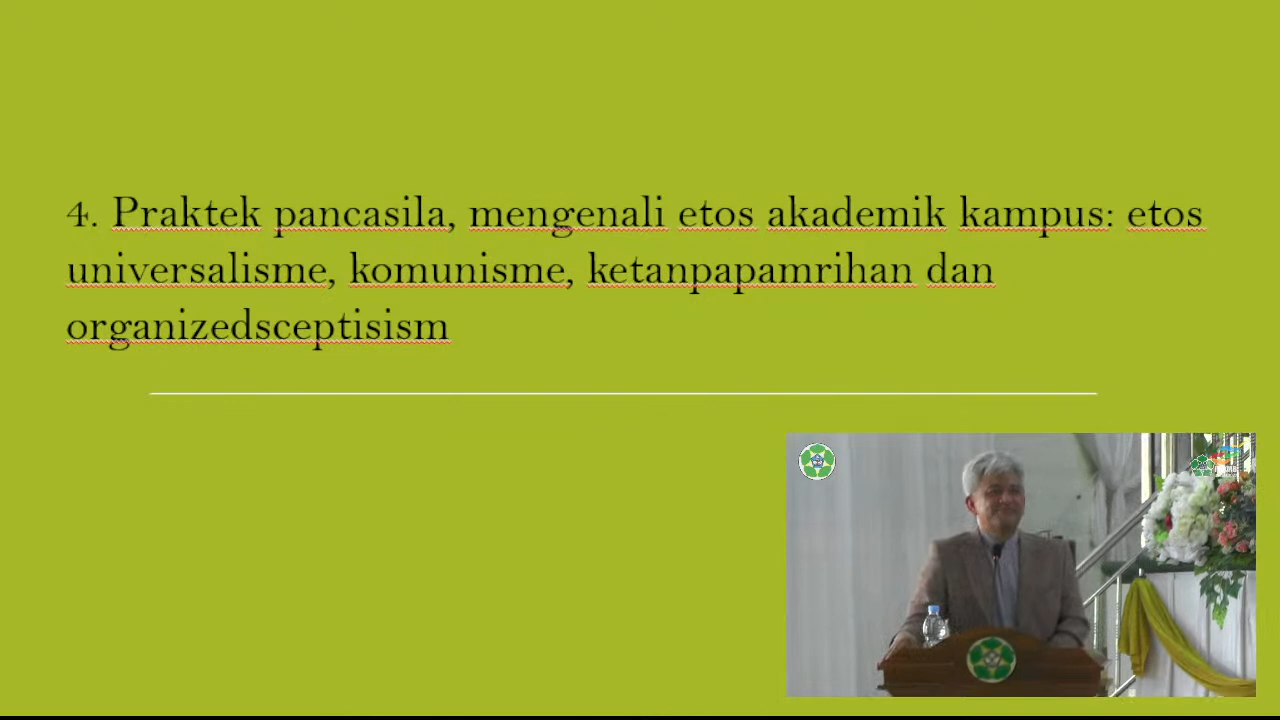 4. Praktek pancasila, mengenali etos akademik kampus: etos
universalisme, komunisme, ketanpapamrihan dan
organizedsceptisism